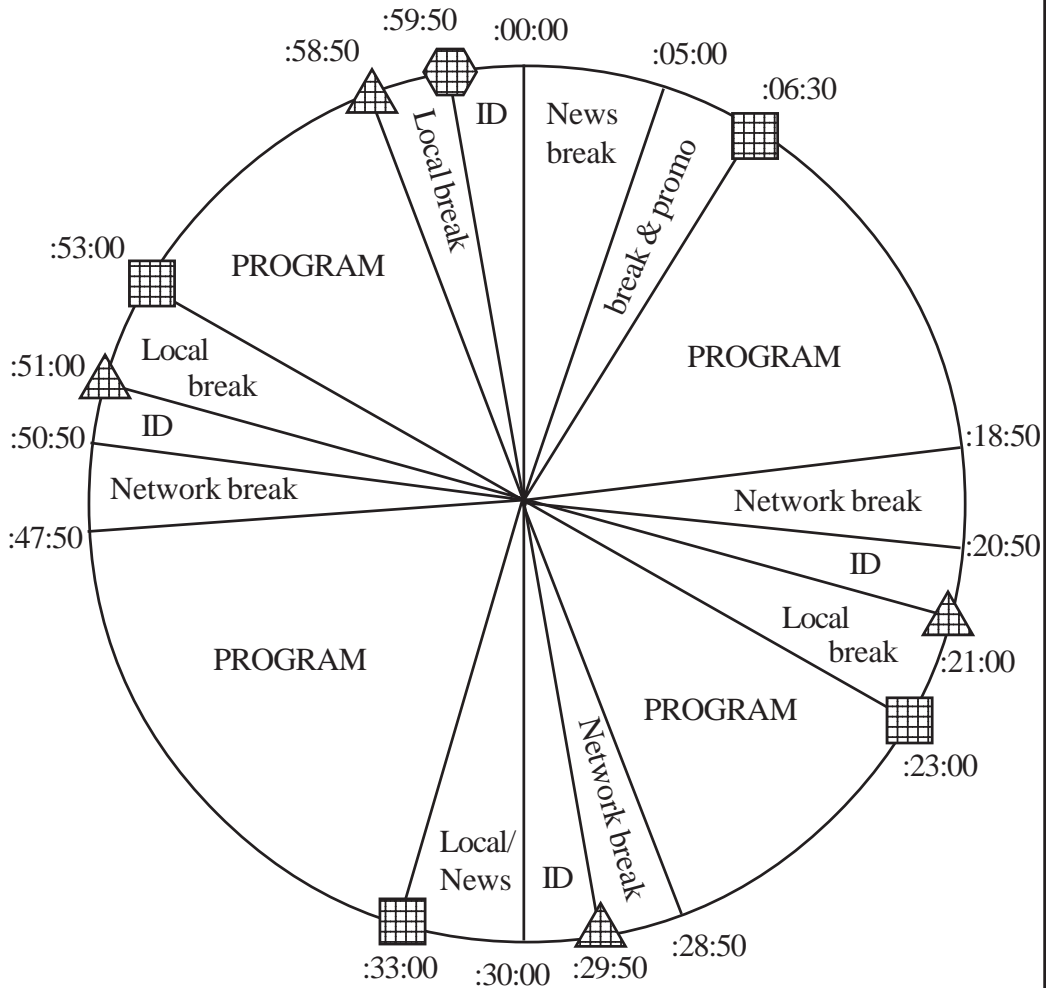 :59:50
:00:00
:58:50
:05:00
:06:30
ID
News
break
Local break
break & promo
:53:00
PROGRAM
PROGRAM
Local
break
:51:00
ID
:50:50
:18:50
Network break
Network break
:47:50
:20:50
ID
Local
break
:21:00
PROGRAM
PROGRAM
:23:00
Network break
Local/
News
ID
:28:50
:33:00
:30:00
:29:50